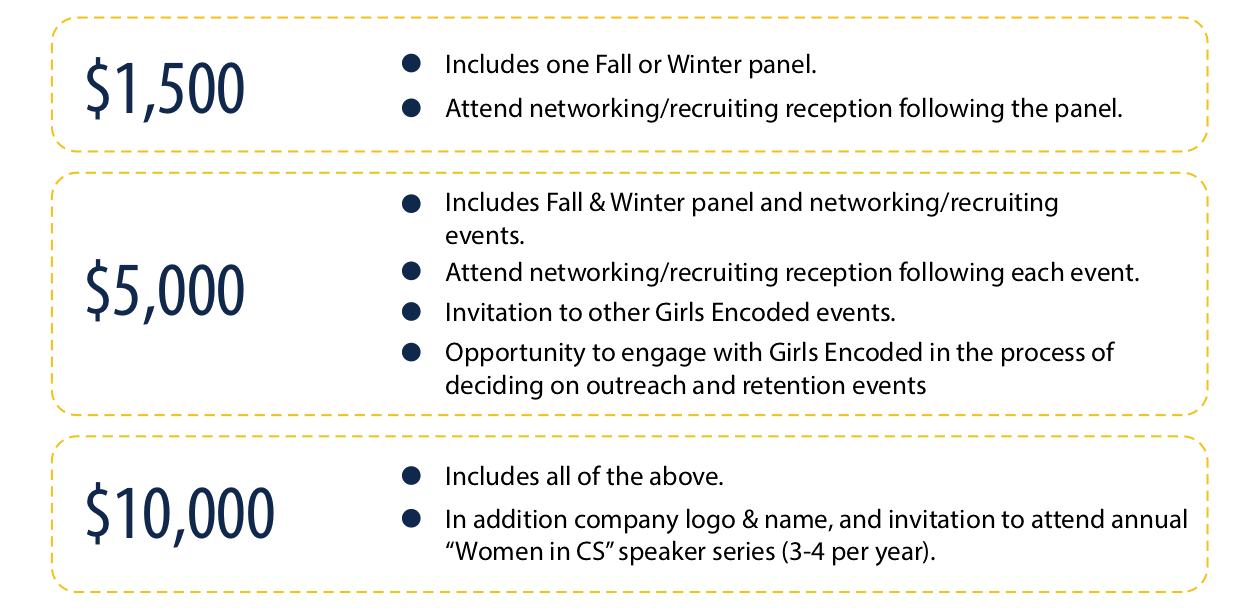 $1,500
● Includes one Fall or Winter panel.
● Attend networking/recruiting reception following the panel.
$5,000
● Includes Fall & Winter panel and networking/recruiting
events.
● Attend networking/recruiting reception following each event.
● Invitation to other Girls Encoded events.
● Opportunity to engage with Girls Encoded in the process of
deciding on outreach and retention events
$10,000
● Includes all of the above.
● In addition company logo & name, and invitation to attend annual
“Women in CS” speaker series (3-4 per year).